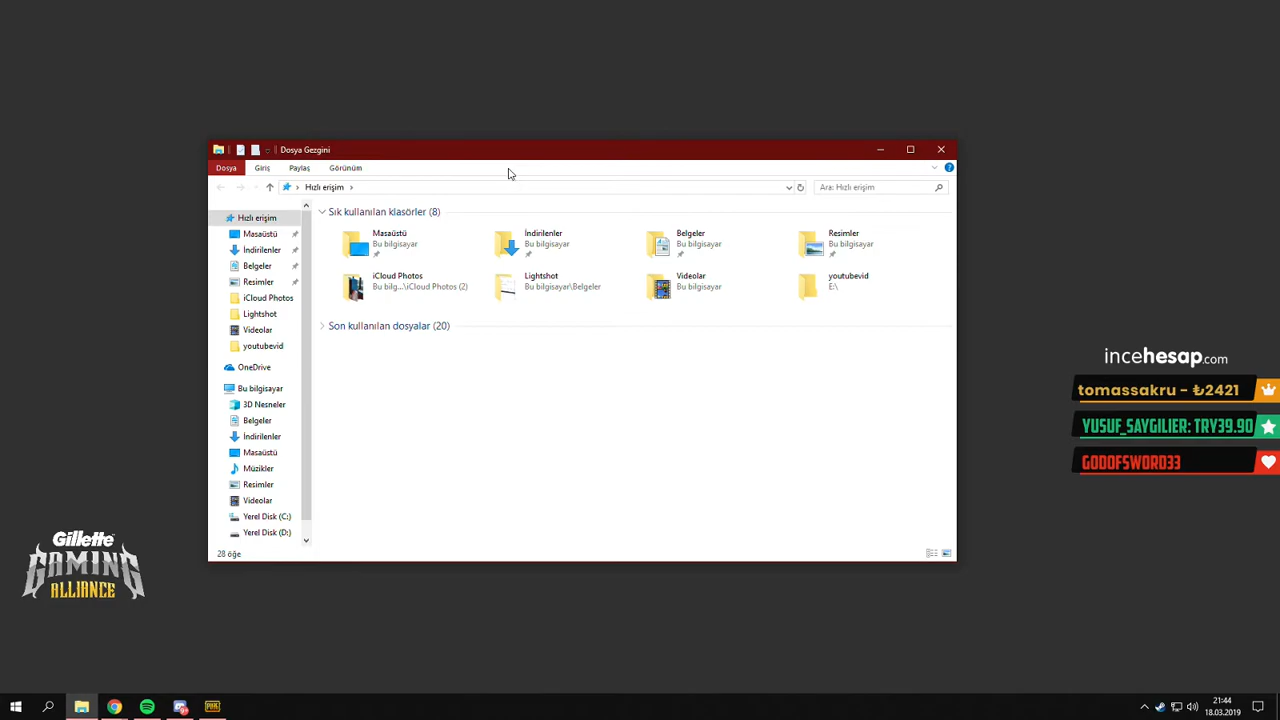 Dosya Gezgini
Dosya
Giriş
Paylaş
Görünüm
Hızlı erişim
Ara: Hızlı erişim
Hızlı erişim
Masaüstü
İndirilenler
Belgeler
Resimler
iCloud Photos
Lightshot
Videolar
youtubevid
OneDrive
Bu bilgisayar
3D Nesneler
Belgeler
İndirilenler
Masaüstü
Müzikler
Resimler
Videolar
Yerel Disk (C:)
Yerel Disk (D:)
Sık kullanılan klasörler (8)
Masaüstü
Bu bilgisayar
İndirilenler
Bu bilgisayar
Belgeler
Bu bilgisayar
Resimler
Bu bilgisayar
iCloud Photos
Bu bilg...\iCloud Photos (2)
Lightshot
Bu bilgisayar\Belgeler
Videolar
Bu bilgisayar
youtubevid
E:\
Son kullanılan dosyalar (20)
28 öğe
incehesap.com
tomassakru - ₺2421
YUSUF_SAYGILIER: TRY39.90
GODOFSWORD33
Gillette
GAMING
ALLIANCE
PUBG
21:44
18.03.2019